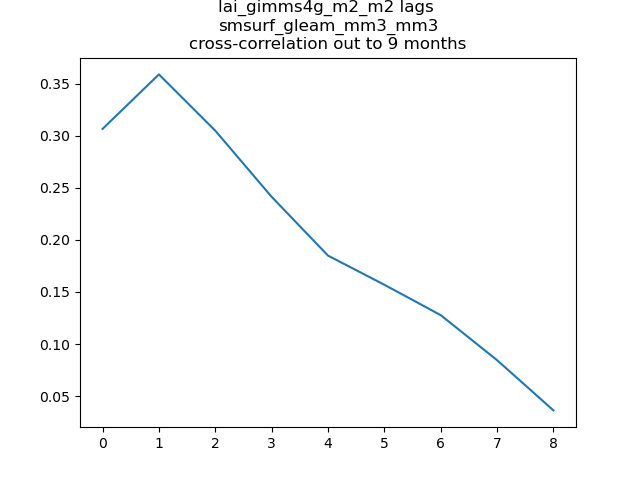 lai_gimms4g_m2_m2 lags
smsurf_gleam_mm3_mm3
cross-correlation out to 9 months
0.35
0.30
0.25
0.20
0.15
0.10
0.05
0 1 2 3 4 5 6 7 8